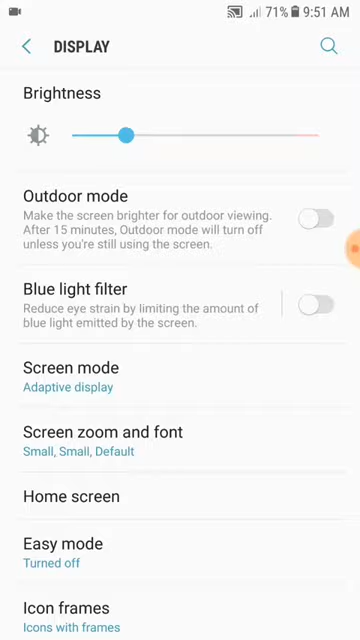 71% 9:51 AM
DISPLAY
Brightness
Outdoor mode
Make the screen brighter for outdoor viewing.
After 15 minutes, Outdoor mode will turn off
unless you're still using the screen.
Blue light filter
Reduce eye strain by limiting the amount of
blue light emitted by the screen.
Screen mode
Adaptive display
Screen zoom and font
Small, Small, Default
Home screen
Easy mode
Turned off
Icon frames
Icons with frames